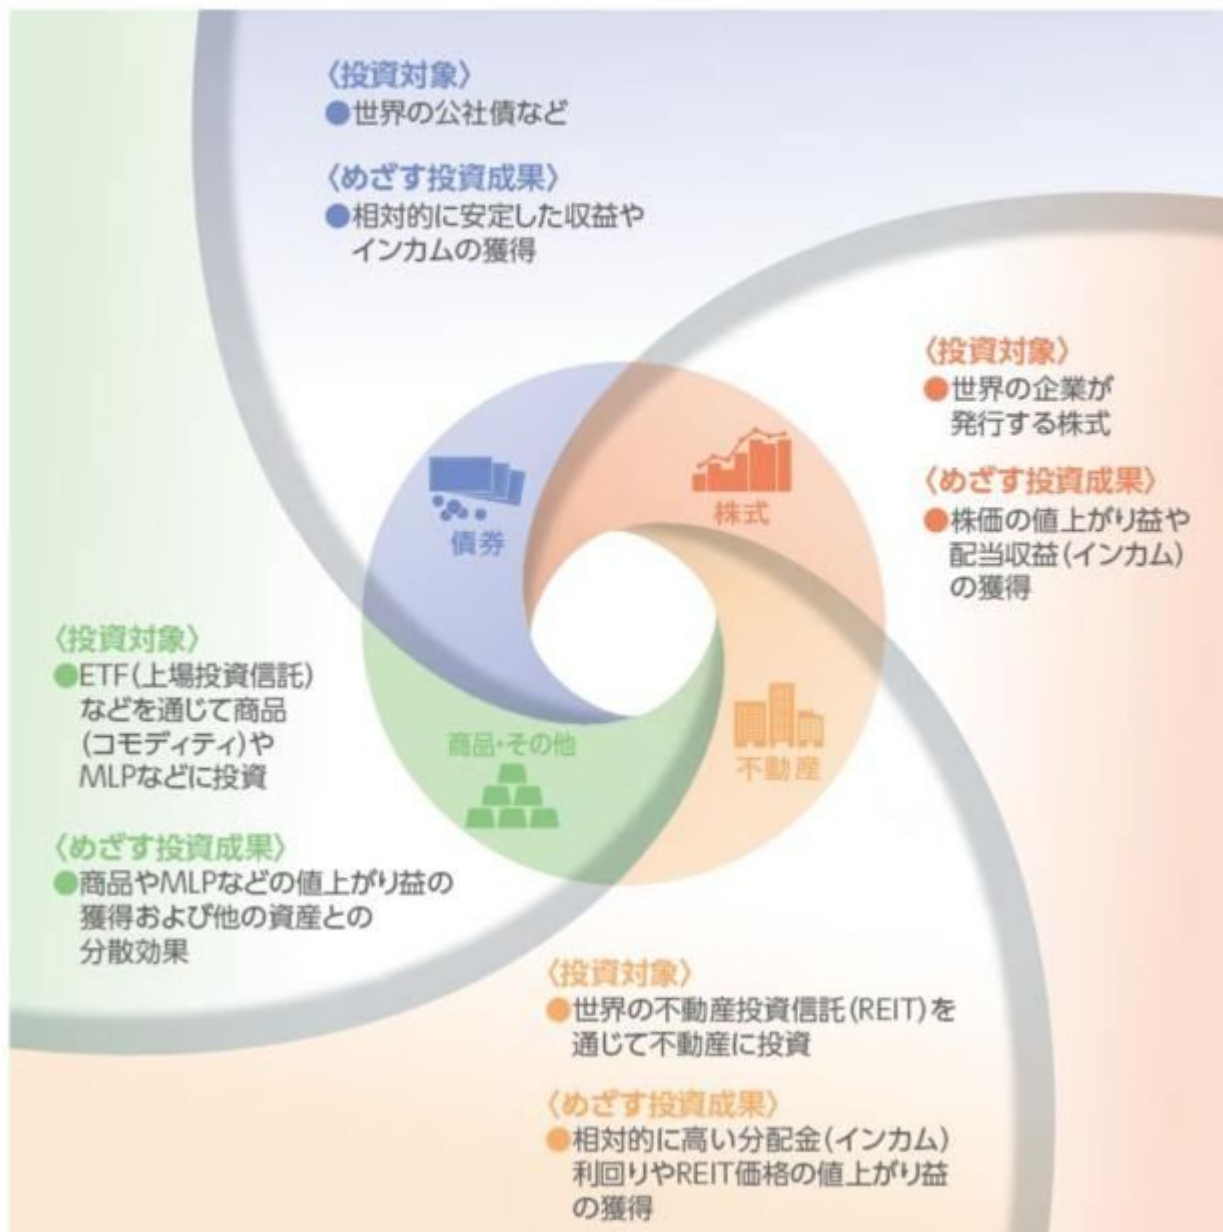 〈投資対象〉
●世界の公社債など
〈めざす投資成果〉
●相対的に安定した収益や
インカムの獲得
〈投資対象〉
●世界の企業が
発行する株式
〈めざす投資成果〉
●株価の値上がり益や
配当収益(インカム)
の獲得
債券
株式
商品・その他
不動産
〈投資対象〉
●ETF(上場投資信託)
などを通じて商品
(コモディティ)や
MLPなどに投資
〈めざす投資成果〉
●商品やMLPなどの値上がり益の
獲得および他の資産との
分散効果
〈投資対象〉
●世界の不動産投資信託(REIT)を
通じて不動産に投資
〈めざす投資成果〉
●相対的に高い分配金(インカム)
利回りやREIT価格の値上がり益
の獲得